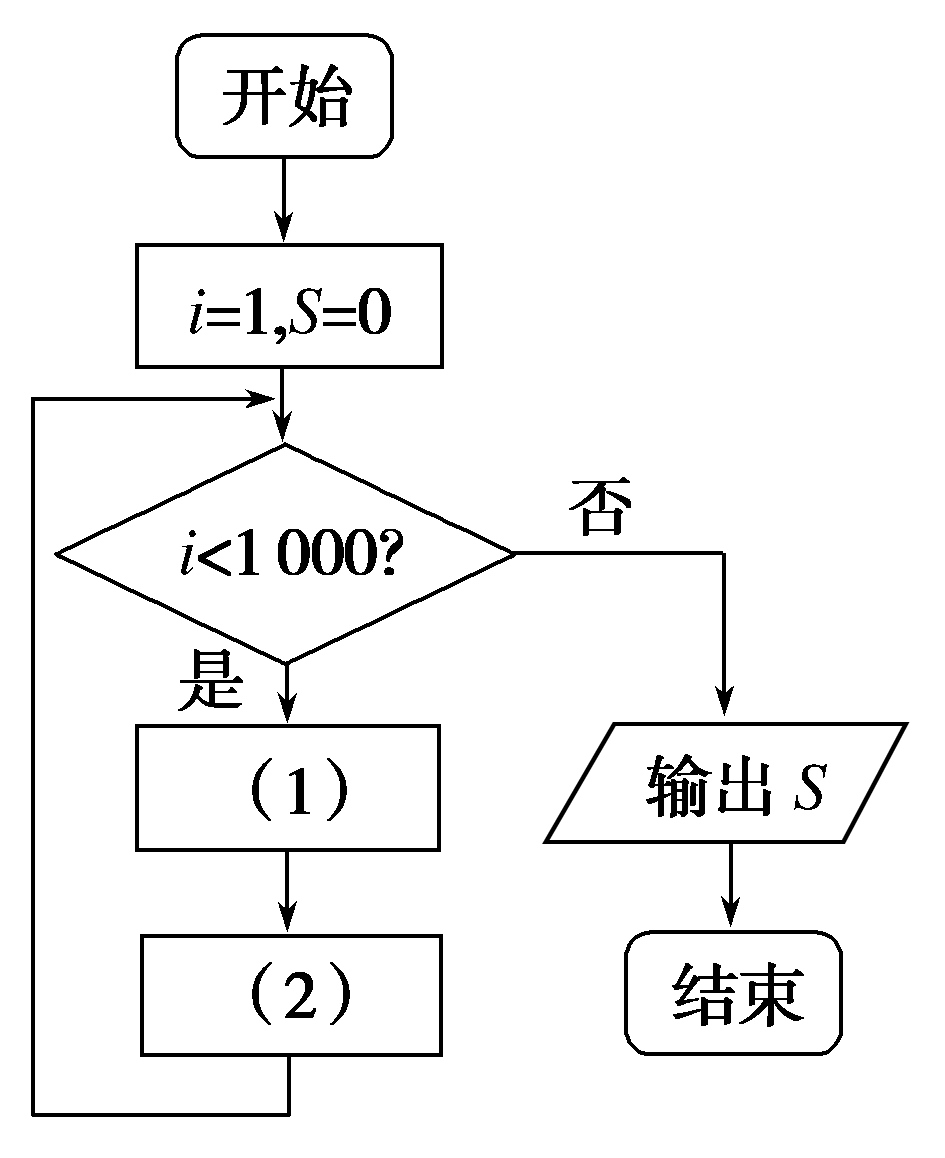 开始
i=1,S=0
i<1 000?
否
是
（1）
输出 S
（2）
结束